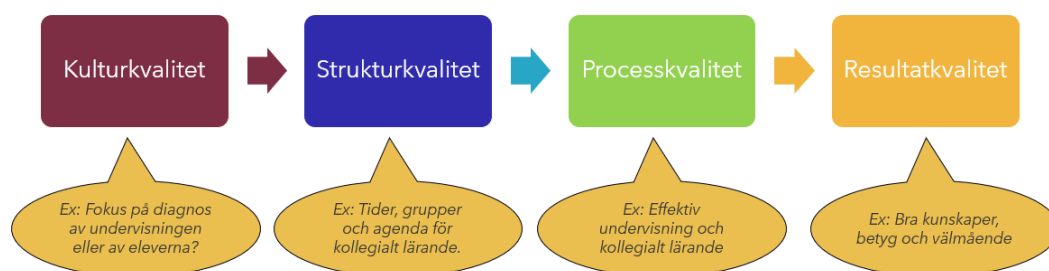 Kulturkvalitet
Strukturkvalitet
Processkvalitet
Resultatkvalitet
Ex: Fokus på diagnos
av undervisningen
eller av eleverna?
Ex: Tider, grupper
och agenda för
kollegialt lärande.
Ex: Effektiv
undervisning och
kollegialt lärande
Ex: Bra kunskaper,
betyg och välmående